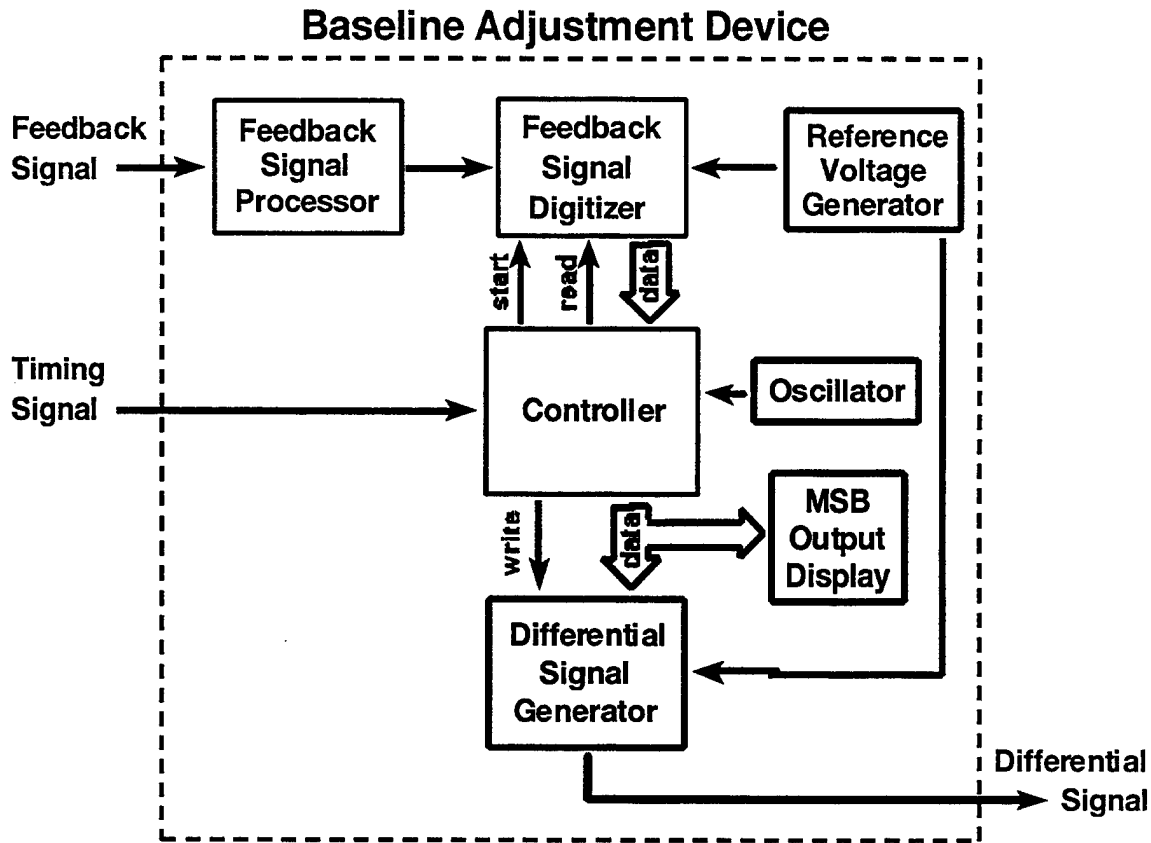 Baseline Adjustment Device
Feedback
Signal
Feedback
Signal
Processor
Feedback
Signal
Digitizer
Reference
Voltage
Generator
start
read
data
Timing
Signal
Controller
Oscillator
write
data
MSB
Output
Display
Differential
Signal
Generator
Differential
Signal